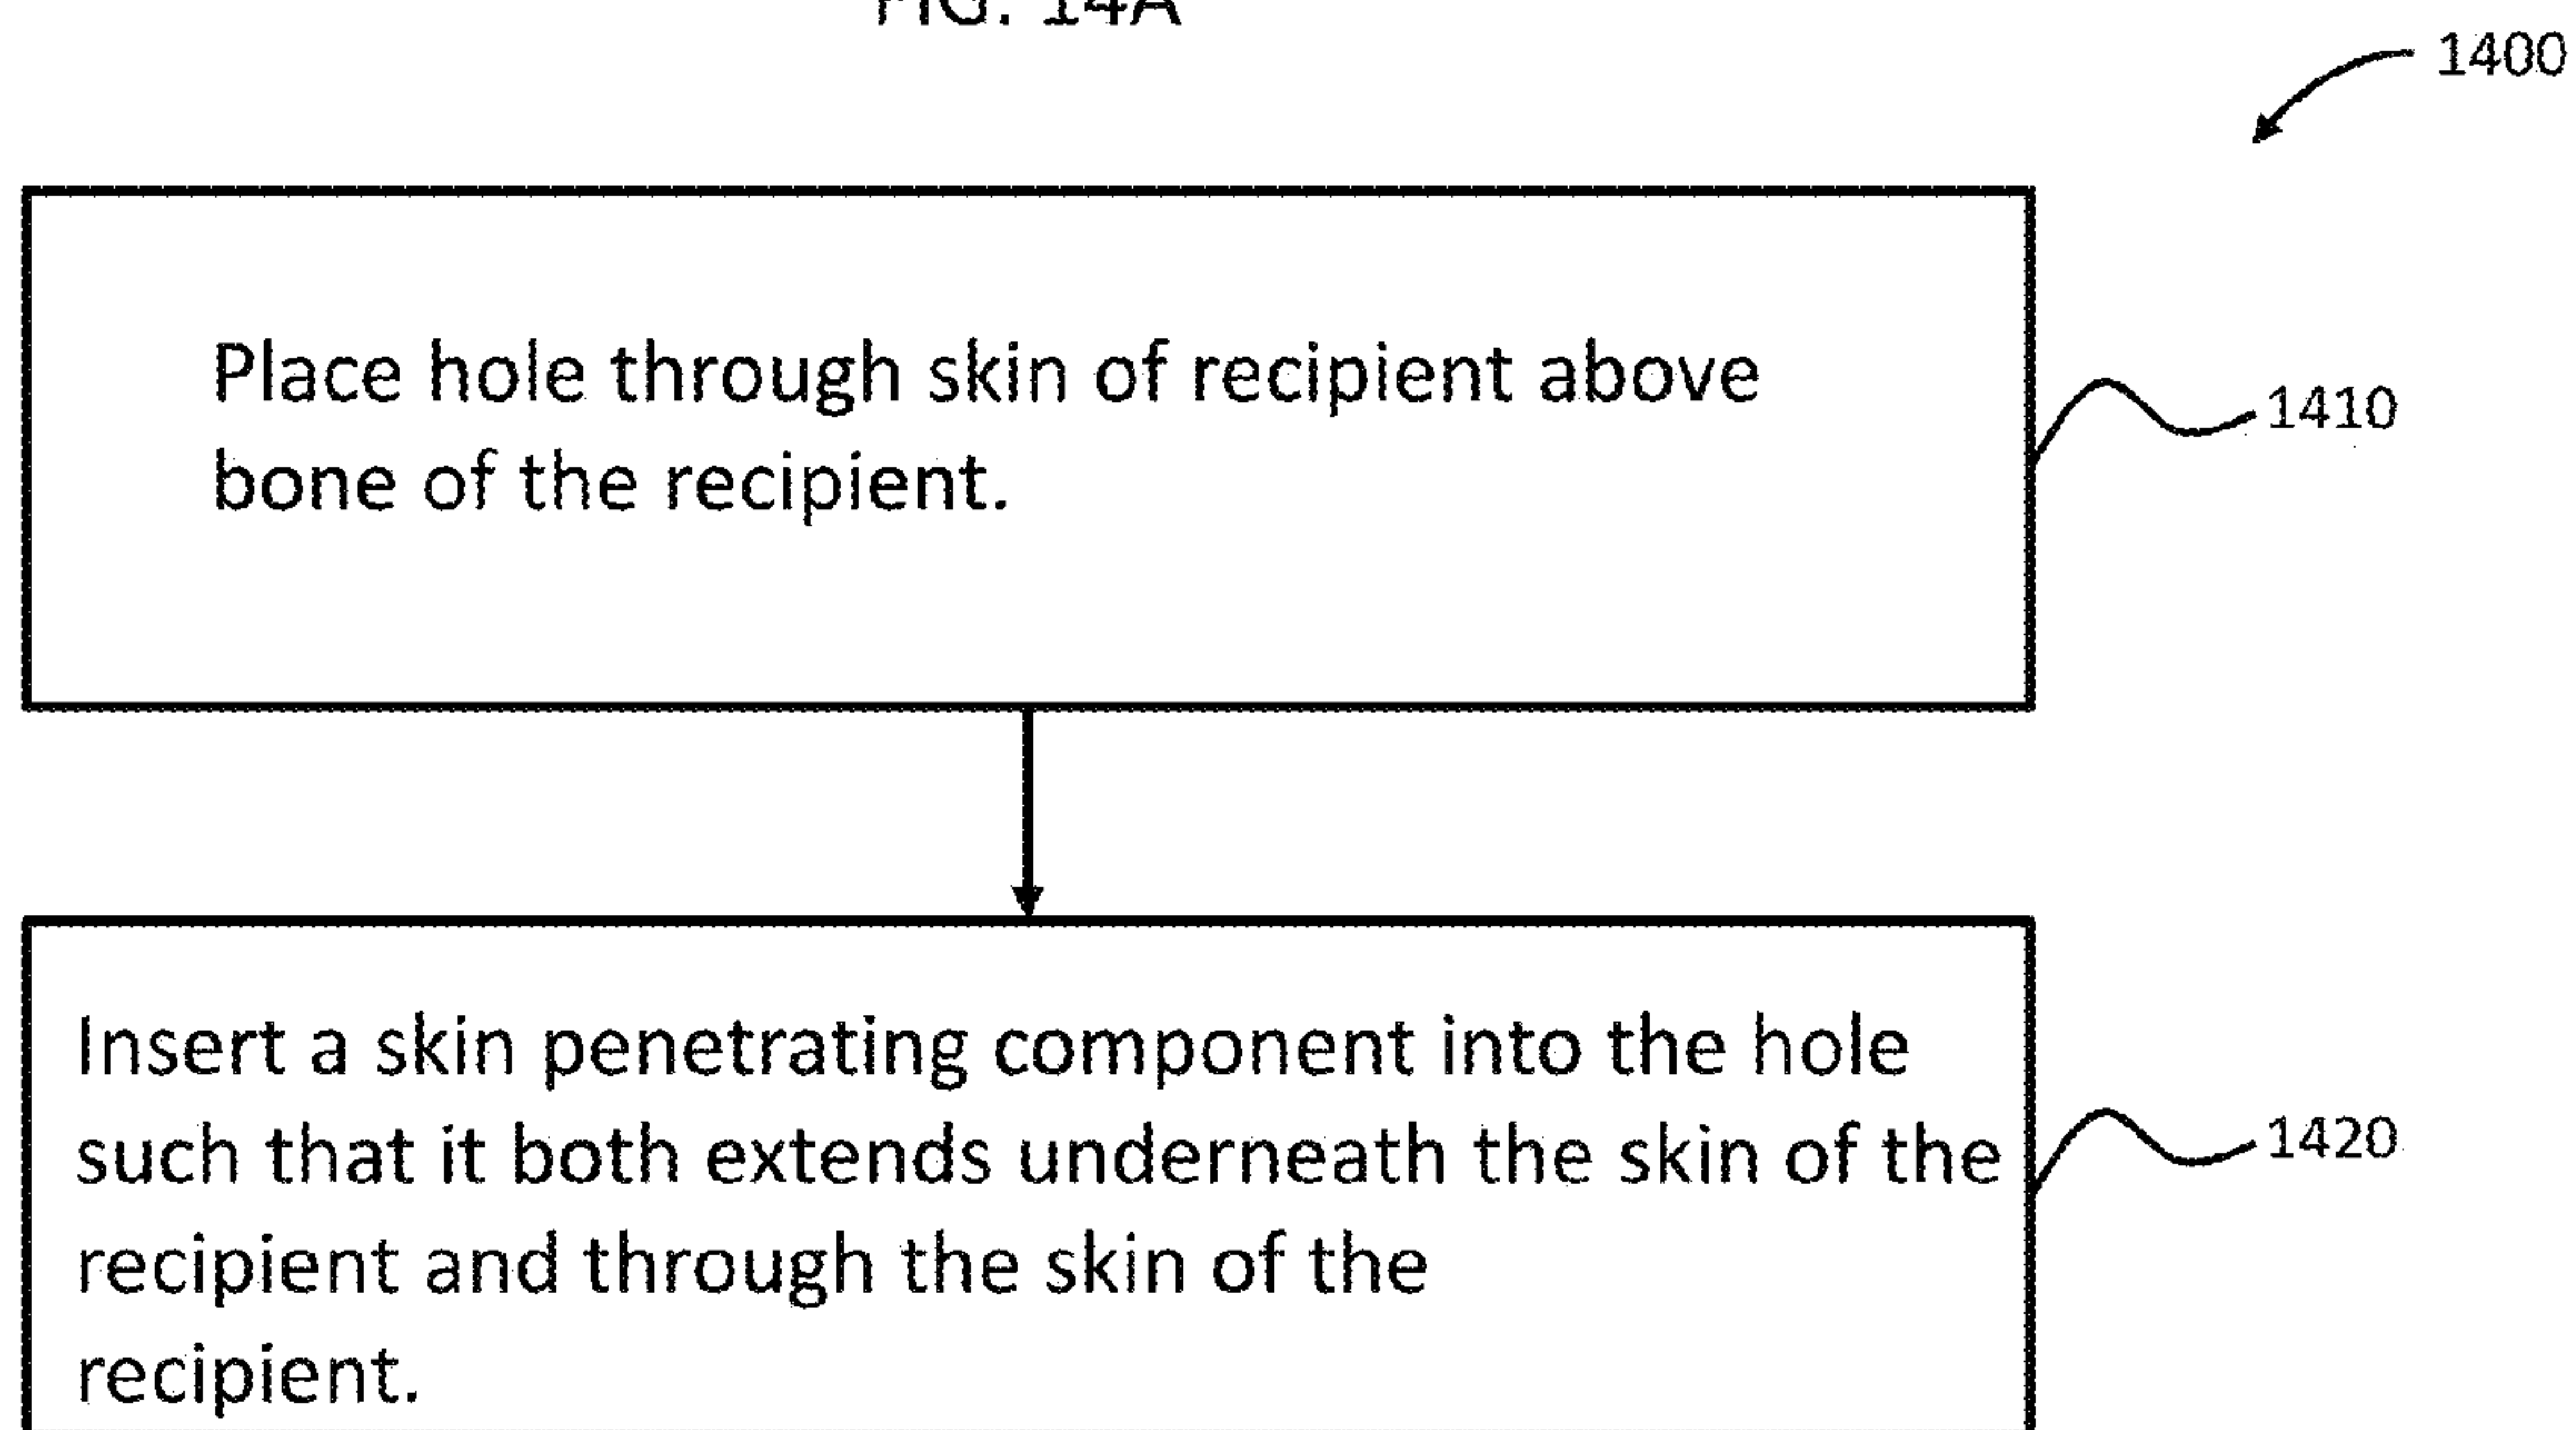 FIG. 14A
1400
Place hole through skin of recipient above
bone of the recipient.
1410
Insert a skin penetrating component into the hole
such that it both extends underneath the skin of the
recipient and through the skin of the
recipient.
1420